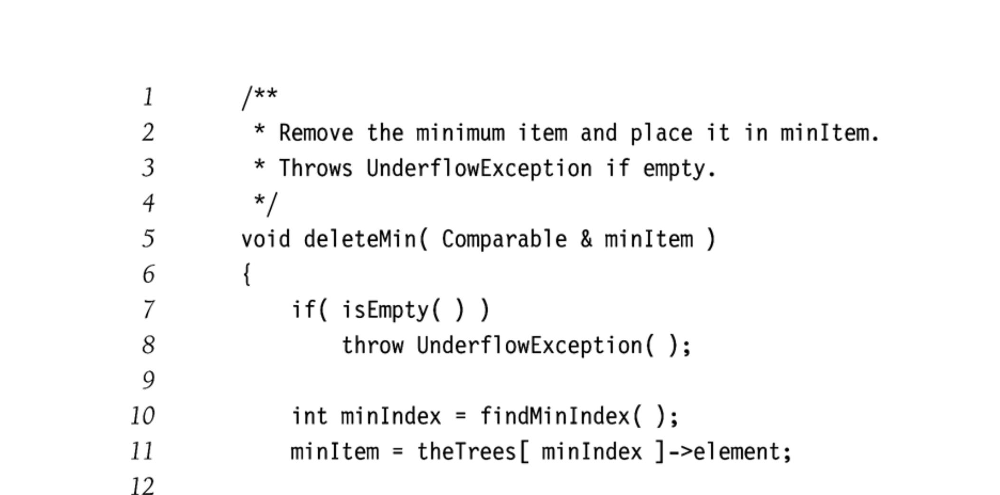 1 /**
2 * Remove the minimum item and place it in minItem.
3 * Throws UnderflowException if empty.
4 */
5 void deleteMin( Comparable & minItem )
6 {
7 if( isEmpty( ) )
8 throw UnderflowException( );
9
10 int minIndex = findMinIndex( );
11 minItem = theTrees[ minIndex ]->element;
12